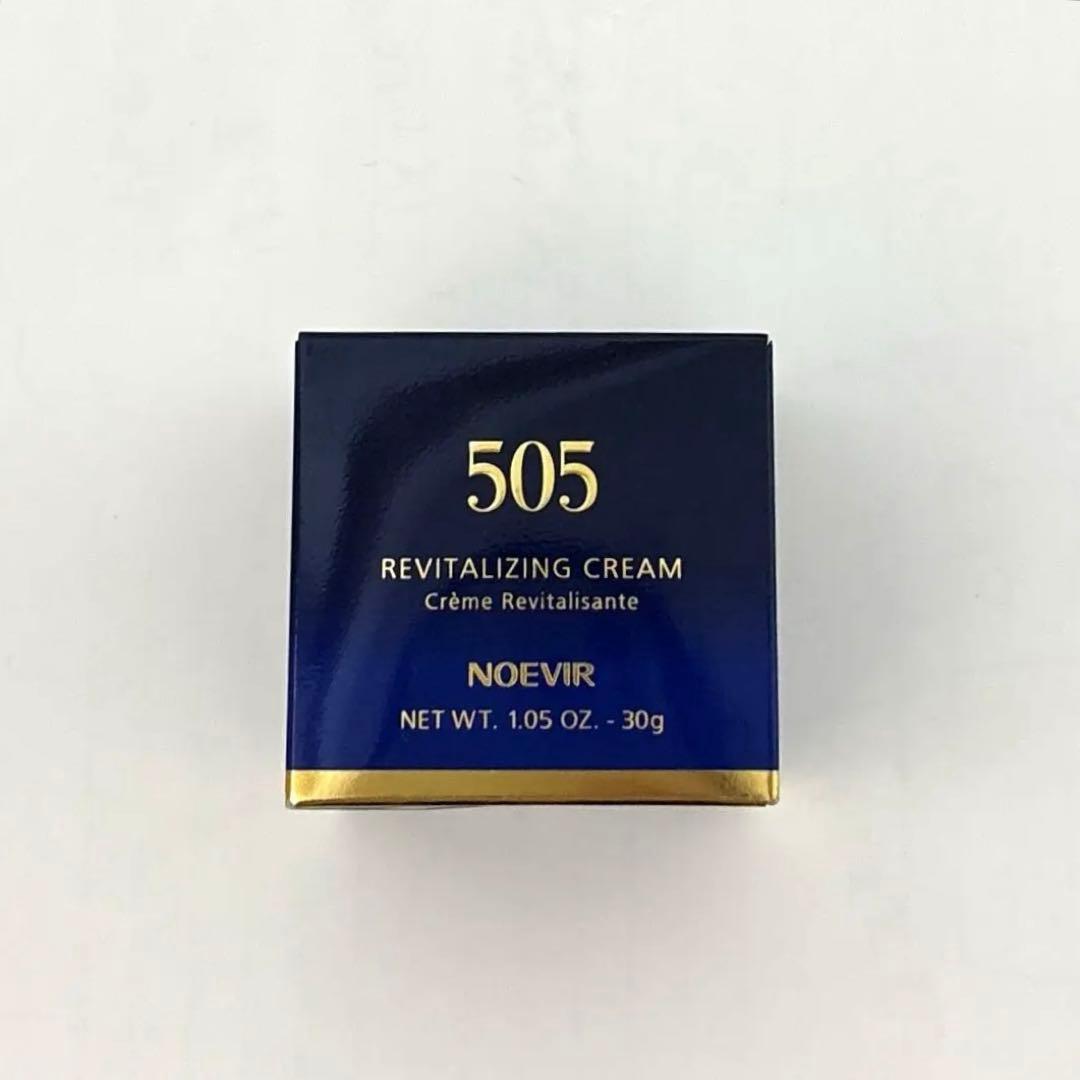 505
REVITALIZING CREAM
Crème Revitalisante
NOEVIR
NET WT. 1.05 OZ. - 30g